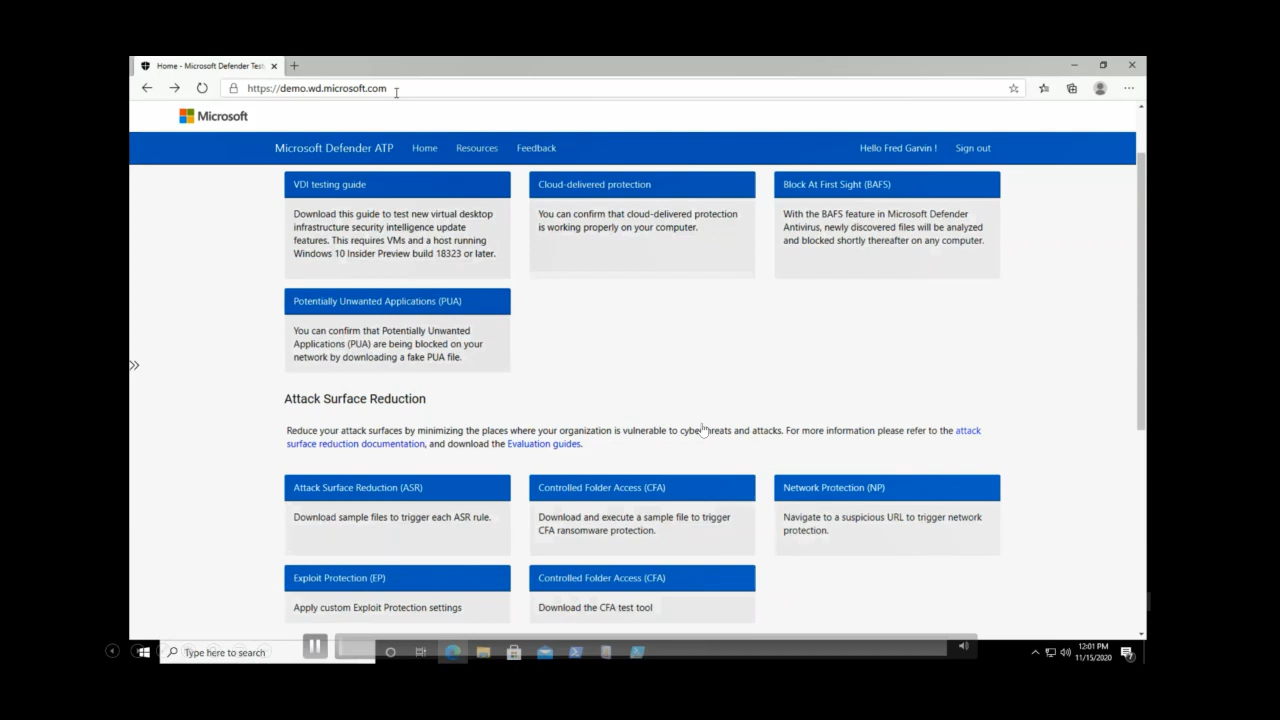 Home - Microsoft Defender Test
https://demo.wd.microsoft.com
Microsoft
Microsoft Defender ATP Home Resources Feedback Hello Fred Garvin ! Sign out
VDI testing guide
Download this guide to test new virtual desktop
infrastructure security intelligence update
features. This requires VMs and a host running
Windows 10 Insider Preview build 18323 or later.
Cloud-delivered protection
You can confirm that cloud-delivered protection
is working properly on your computer.
Block At First Sight (BAFS)
With the BAFS feature in Microsoft Defender
Antivirus, newly discovered files will be analyzed
and blocked shortly thereafter on any computer.
Potentially Unwanted Applications (PUA)
You can confirm that Potentially Unwanted
Applications (PUA) are being blocked on your
network by downloading a fake PUA file.
Attack Surface Reduction
Reduce your attack surfaces by minimizing the places where your organization is vulnerable to cyberthreats and attacks. For more information please refer to the attack
surface reduction documentation, and download the Evaluation guides.
Attack Surface Reduction (ASR)
Download sample files to trigger each ASR rule.
Controlled Folder Access (CFA)
Download and execute a sample file to trigger
CFA ransomware protection.
Network Protection (NP)
Navigate to a suspicious URL to trigger network
protection.
Exploit Protection (EP)
Apply custom Exploit Protection settings
Controlled Folder Access (CFA)
Download the CFA test tool
Type here to search
12:01 PM
11/15/2020